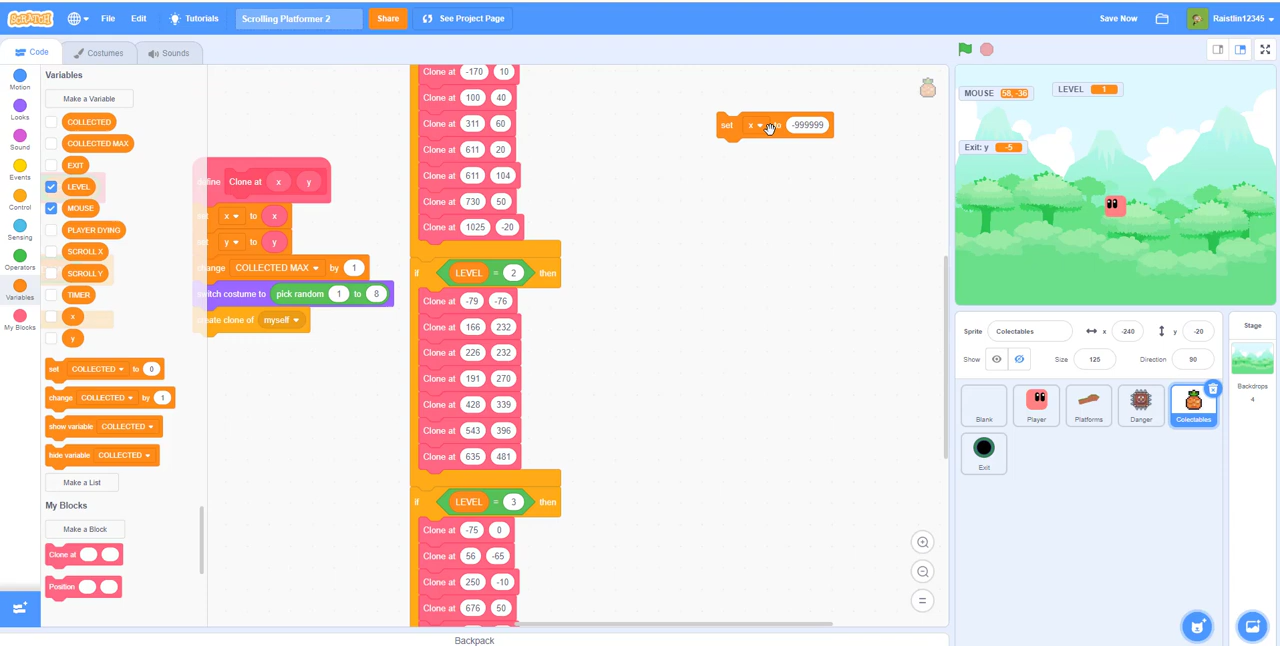 SCRATCH File Edit Tutorials Scrolling Platformer 2 Share See Project Page Save Now Raistlin12345
Code Costumes Sounds
Motion
Looks
Sound
Events
Control
Sensing
Operators
Variables
My Blocks
Variables
Make a Variable
COLLECTED
COLLECTED MAX
EXIT
LEVEL
MOUSE
PLAYER DYING
SCROLL X
SCROLL Y
TIMER
x
y
set COLLECTED to 0
change COLLECTED by 1
show variable COLLECTED
hide variable COLLECTED
Make a List
My Blocks
Make a Block
Clone at
Position
Clone at x y
x to x
y to y
COLLECTED MAX by 1
switch costume to pick random 1 to 8
clone of myself
Clone at -170 10
Clone at 100 40
Clone at 311 60
Clone at 611 20
Clone at 611 104
Clone at 730 50
Clone at 1025 -20
if LEVEL = 2 then
Clone at -79 -76
Clone at 166 232
Clone at 226 232
Clone at 191 270
Clone at 428 339
Clone at 543 396
Clone at 635 481
if LEVEL = 3 then
Clone at -75 0
Clone at 56 -65
Clone at 250 -10
Clone at 676 50
set x to -999999
Backpack
MOUSE 58, -36
LEVEL 1
Exit: y -5
Sprite Colectables x -240 y -20
Show Size 125 Direction 90
Blank
Player
Platforms
Danger
Colectables
Exit
Stage
Backdrops
4